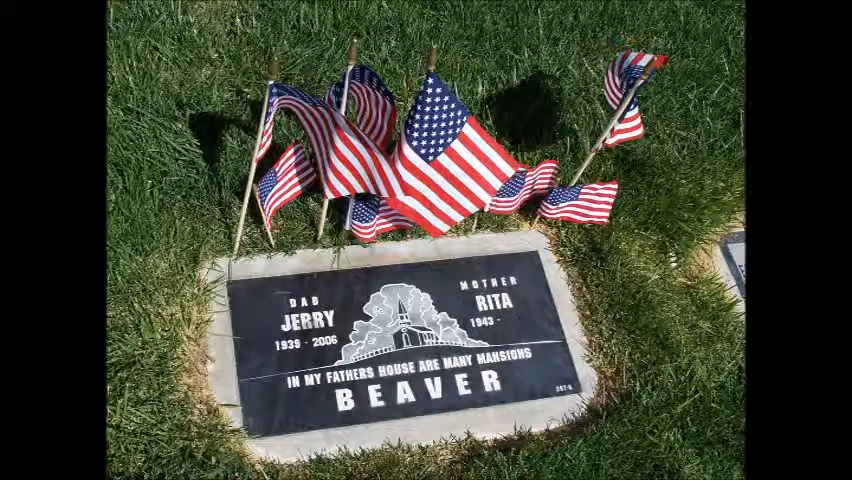 DAD
JERRY
1939 - 2006
MOTHER
RITA
1943 -
IN MY FATHERS HOUSE ARE MANY MANSIONS
BEAVER